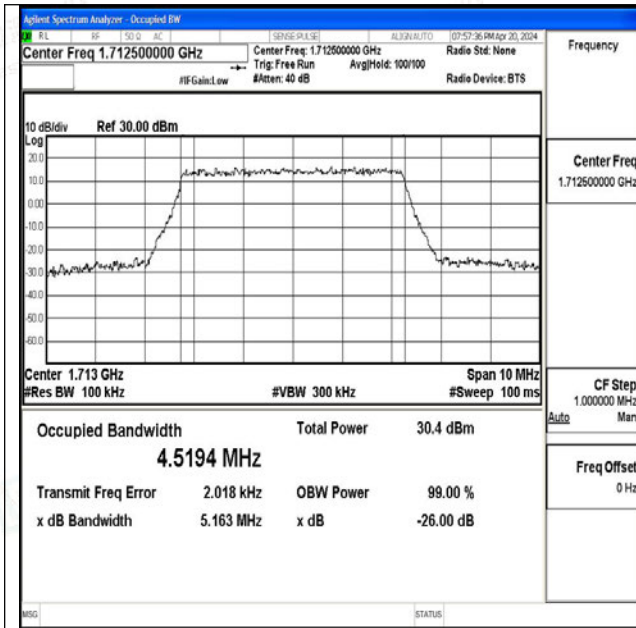 Agilent Spectrum Analyzer - Occupied BW
RL RF 50 Ω AC SENSE:PULSE ALIGNAUTO 07:57:36 PM Apr 20, 2024
Center Freq 1.712500000 GHz
Center Freq: 1.712500000 GHz
Radio Std: None
Trig: Free Run Avg|Hold: 100/100
#IFGain:Low
#Atten: 40 dB
Radio Device: BTS
10 dB/div Ref 30.00 dBm
Log
20.0
10.0
0.00
-10.0
-20.0
-30.0
-40.0
-50.0
-60.0
Center 1.713 GHz Span 10 MHz
#Res BW 100 kHz #VBW 300 kHz #Sweep 100 ms
Occupied Bandwidth Total Power 30.4 dBm
4.5194 MHz
Transmit Freq Error 2.018 kHz OBW Power 99.00 %
x dB Bandwidth 5.163 MHz x dB -26.00 dB
MSG STATUS
Frequency
Center Freq
1.712500000 GHz
CF Step
1.000000 MHz
Auto Man
Freq Offset
0 Hz